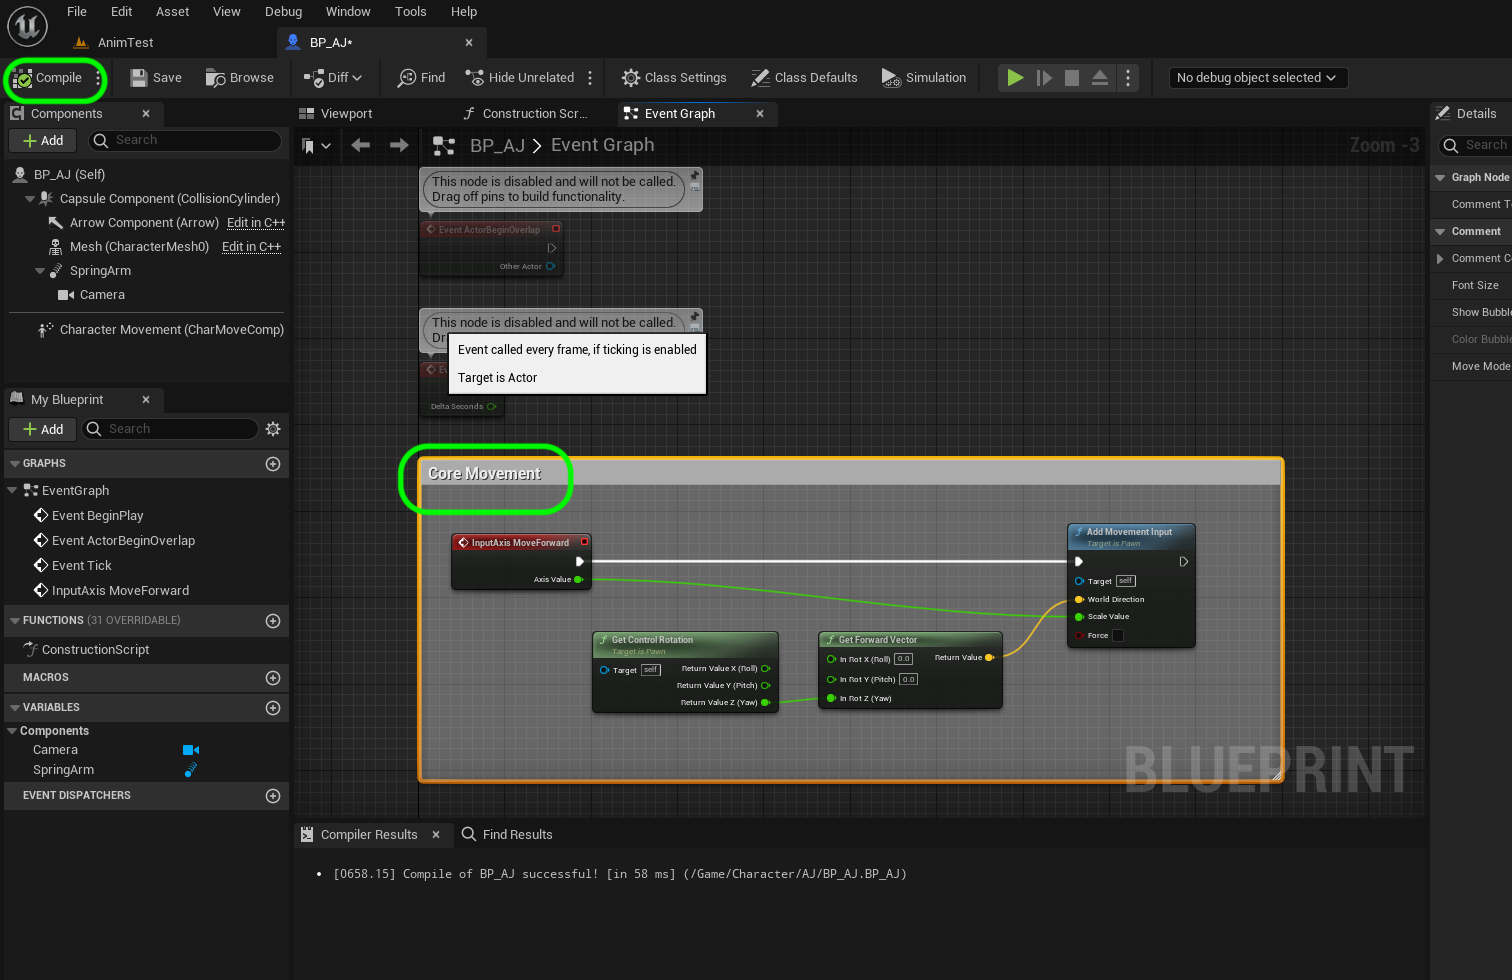 File Edit Asset View Debug Window Tools Help
AnimTest
BP_AJ*
Compile
Save
Browse
Diff
Find
Hide Unrelated
Class Settings
Class Defaults
Simulation
No debug object selected
Components
Add
Search
BP_AJ (Self)
Capsule Component (CollisionCylinder)
Arrow Component (Arrow) Edit in C++
Mesh (CharacterMesh0) Edit in C++
SpringArm
Camera
Character Movement (CharMoveComp)
My Blueprint
Add
Search
GRAPHS
EventGraph
Event BeginPlay
Event ActorBeginOverlap
Event Tick
InputAxis MoveForward
FUNCTIONS (31 OVERRIDABLE)
ConstructionScript
MACROS
VARIABLES
Components
Camera
SpringArm
EVENT DISPATCHERS
Viewport
Construction Scr...
Event Graph
BP_AJ > Event Graph
Zoom -3
This node is disabled and will not be called.
Drag off pins to build functionality.
Event ActorBeginOverlap
Other Actor
This node is disabled and will not be called.
Event called every frame, if ticking is enabled
Target is Actor
Delta Seconds
Core Movement
InputAxis MoveForward
Axis Value
Get Control Rotation
Target is Pawn
Target self
Return Value X (Roll)
Return Value Y (Pitch)
Return Value Z (Yaw)
Get Forward Vector
In Rot X (Roll) 0.0
Return Value
In Rot Y (Pitch) 0.0
In Rot Z (Yaw)
Add Movement Input
Target is Pawn
Target self
World Direction
Scale Value
Force
BLUEPRINT
Compiler Results
Find Results
[0658.15] Compile of BP_AJ successful! [in 58 ms] (/Game/Character/AJ/BP_AJ.BP_AJ)
Details
Search
Graph Node
Comment
Font Size
Move Mode